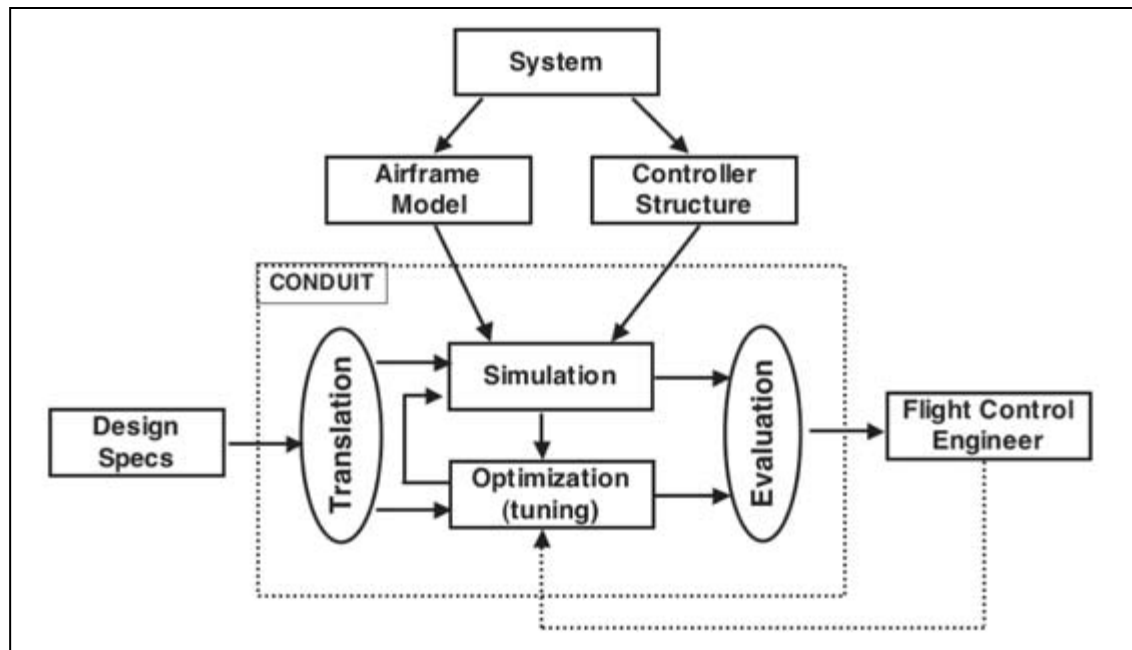 System
Airframe
Model
Controller
Structure
CONDUIT
Translation
Simulation
Evaluation
Design
Specs
Flight Control
Engineer
Optimization
(tuning)